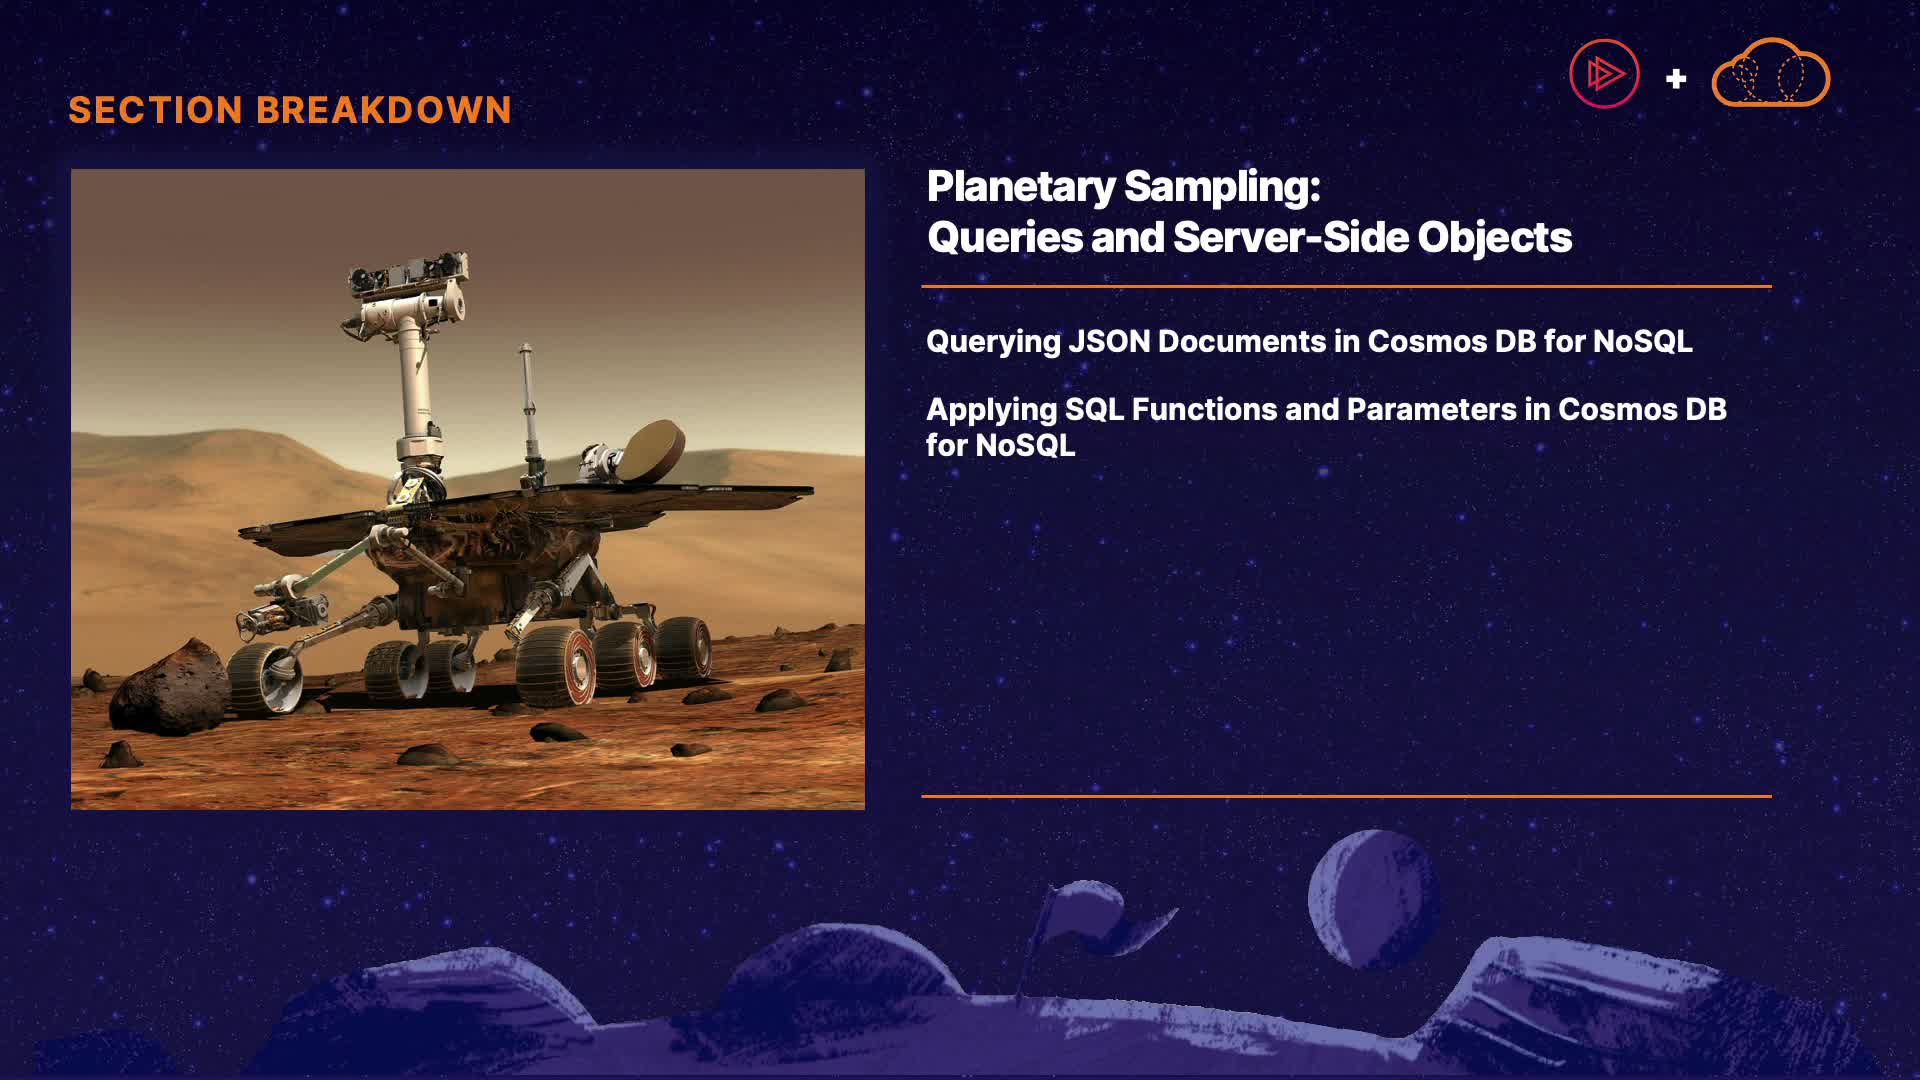 SECTION BREAKDOWN
Planetary Sampling:
Queries and Server-Side Objects
Querying JSON Documents in Cosmos DB for NoSQL
Applying SQL Functions and Parameters in Cosmos DB
for NoSQL